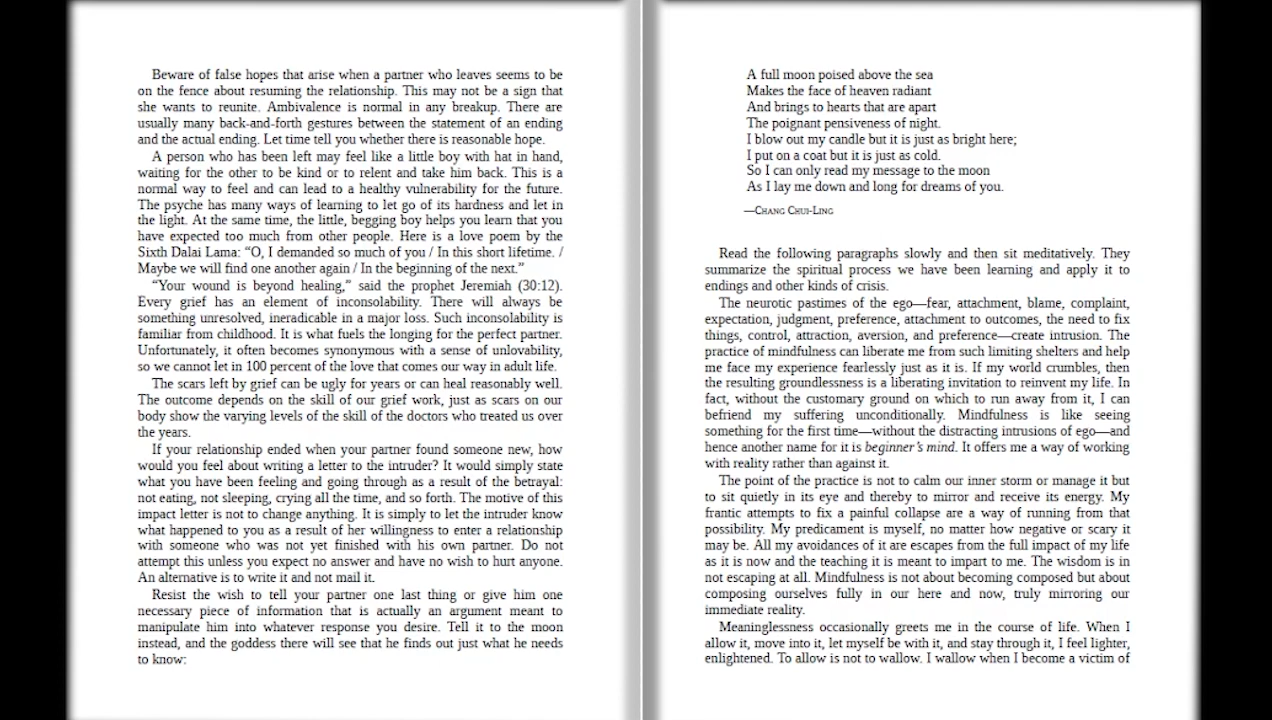 Beware of false hopes that arise when a partner who leaves seems to be
on the fence about resuming the relationship. This may not be a sign that
she wants to reunite. Ambivalence is normal in any breakup. There are
usually many back-and-forth gestures between the statement of an ending
and the actual ending. Let time tell you whether there is reasonable hope.
A person who has been left may feel like a little boy with hat in hand,
waiting for the other to be kind or to relent and take him back. This is a
normal way to feel and can lead to a healthy vulnerability for the future.
The psyche has many ways of learning to let go of its hardness and let in
the light. At the same time, the little, begging boy helps you learn that you
have expected too much from other people. Here is a love poem by the
Sixth Dalai Lama: “O, I demanded so much of you / In this short lifetime. /
Maybe we will find one another again / In the beginning of the next.”
“Your wound is beyond healing,” said the prophet Jeremiah (30:12).
Every grief has an element of inconsolability. There will always be
something unresolved, ineradicable in a major loss. Such inconsolability is
familiar from childhood. It is what fuels the longing for the perfect partner.
Unfortunately, it often becomes synonymous with a sense of unlovability,
so we cannot let in 100 percent of the love that comes our way in adult life.
The scars left by grief can be ugly for years or can heal reasonably well.
The outcome depends on the skill of our grief work, just as scars on our
body show the varying levels of the skill of the doctors who treated us over
the years.
If your relationship ended when your partner found someone new, how
would you feel about writing a letter to the intruder? It would simply state
what you have been feeling and going through as a result of the betrayal:
not eating, not sleeping, crying all the time, and so forth. The motive of this
impact letter is not to change anything. It is simply to let the intruder know
what happened to you as a result of her willingness to enter a relationship
with someone who was not yet finished with his own partner. Do not
attempt this unless you expect no answer and have no wish to hurt anyone.
An alternative is to write it and not mail it.
Resist the wish to tell your partner one last thing or give him one
necessary piece of information that is actually an argument meant to
manipulate him into whatever response you desire. Tell it to the moon
instead, and the goddess there will see that he finds out just what he needs
to know:
A full moon poised above the sea
Makes the face of heaven radiant
And brings to hearts that are apart
The poignant pensiveness of night.
I blow out my candle but it is just as bright here;
I put on a coat but it is just as cold.
So I can only read my message to the moon
As I lay me down and long for dreams of you.
—CHANG CHUI-LING
Read the following paragraphs slowly and then sit meditatively. They
summarize the spiritual process we have been learning and apply it to
endings and other kinds of crisis.
The neurotic pastimes of the ego—fear, attachment, blame, complaint,
expectation, judgment, preference, attachment to outcomes, the need to fix
things, control, attraction, aversion, and preference—create intrusion. The
practice of mindfulness can liberate me from such limiting shelters and help
me face my experience fearlessly just as it is. If my world crumbles, then
the resulting groundlessness is a liberating invitation to reinvent my life. In
fact, without the customary ground on which to run away from it, I can
befriend my suffering unconditionally. Mindfulness is like seeing
something for the first time—without the distracting intrusions of ego—and
hence another name for it is beginner’s mind. It offers me a way of working
with reality rather than against it.
The point of the practice is not to calm our inner storm or manage it but
to sit quietly in its eye and thereby to mirror and receive its energy. My
frantic attempts to fix a painful collapse are a way of running from that
possibility. My predicament is myself, no matter how negative or scary it
may be. All my avoidances of it are escapes from the full impact of my life
as it is now and the teaching it is meant to impart to me. The wisdom is in
not escaping at all. Mindfulness is not about becoming composed but about
composing ourselves fully in our here and now, truly mirroring our
immediate reality.
Meaninglessness occasionally greets me in the course of life. When I
allow it, move into it, let myself be with it, and stay through it, I feel lighter,
enlightened. To allow is not to wallow. I wallow when I become a victim of